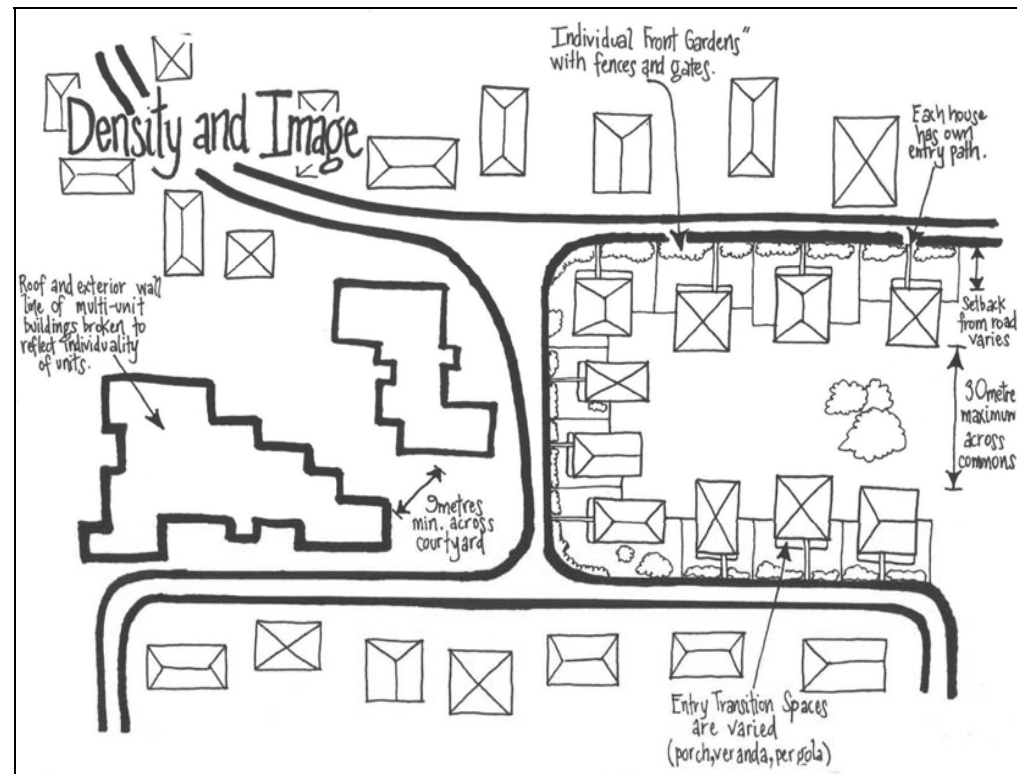 Density and Image
Individual Front Gardens"
with fences and gates.
Each house
has own
entry path.
Roof and exterior wall
line of multi-unit
buildings broken to
reflect individuality
of units.
Setback
from road
varies
30metre
maximum
across
commons
9metres
min. across
courtyard
Entry Transition Spaces
are varied
(porch, veranda, pergola)